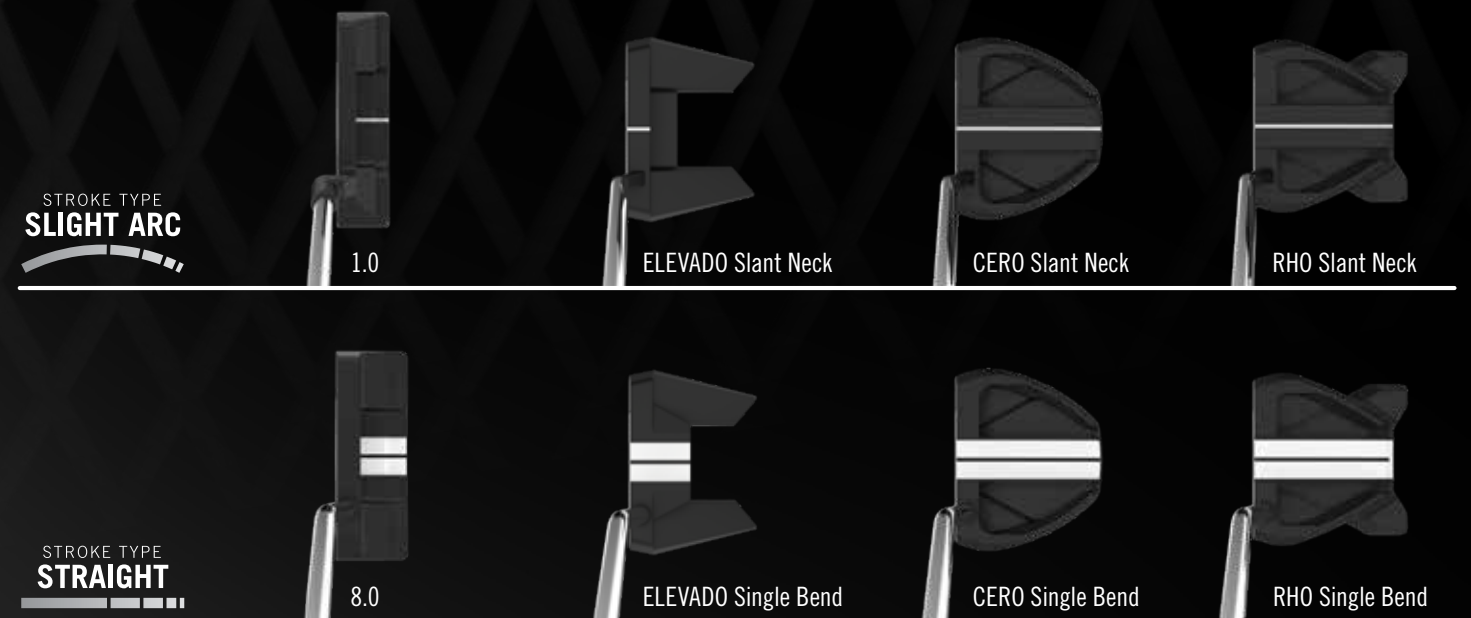 STROKE TYPE
SLIGHT ARC
1.0
ELEVADO Slant Neck
CERO Slant Neck
RHO Slant Neck
STROKE TYPE
STRAIGHT
8.0
ELEVADO Single Bend
CERO Single Bend
RHO Single Bend